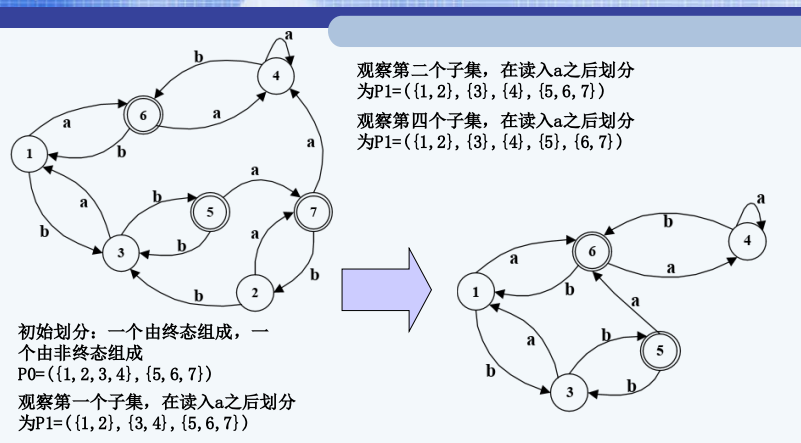 观察第二个子集，在读入a之后划分
为P1=({1,2},{3},{4},{5,6,7})
观察第四个子集，在读入a之后划分
为P1=({1,2},{3},{4},{5},{6,7})
a
b
4
6
a
a
1
b
a
a
a
b
5
7
b
3
b
a
b
b
2
初始划分：一个由终态组成，一
个由非终态组成
P0=({1,2,3,4},{5,6,7})
观察第一个子集，在读入a之后划分
为P1=({1,2},{3,4},{5,6,7})
a
b
4
6
a
a
1
b
a
a
b
5
b
3
b